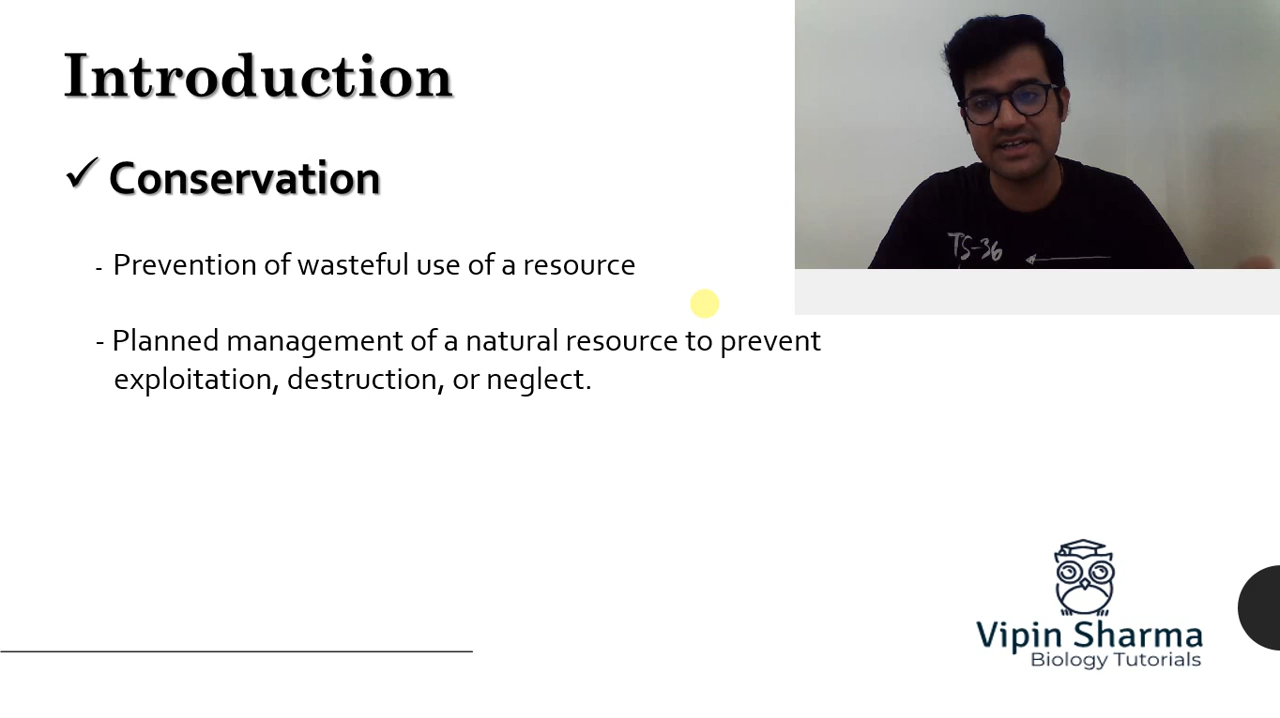 Introduction
✓ Conservation
- Prevention of wasteful use of a resource
- Planned management of a natural resource to prevent
exploitation, destruction, or neglect.
TS-36
Vipin Sharma
Biology Tutorials